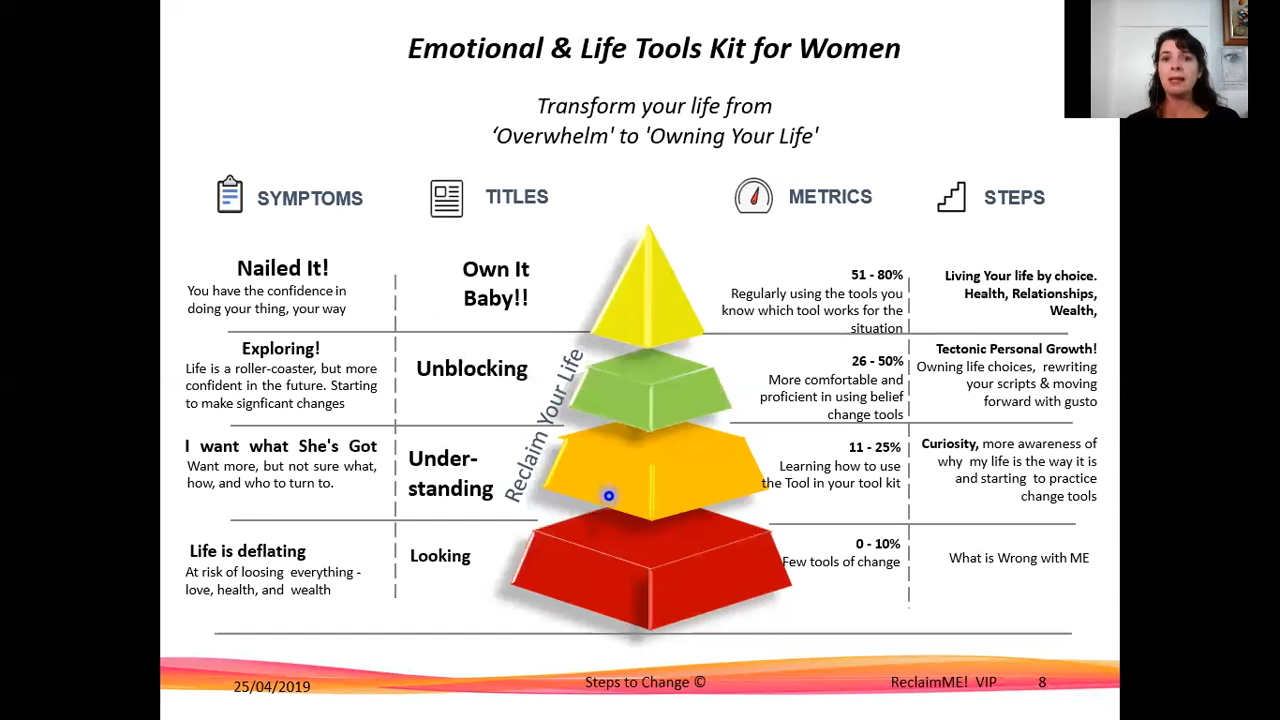 Emotional & Life Tools Kit for Women
Transform your life from
‘Overwhelm' to 'Owning Your Life'
SYMPTOMS
TITLES
METRICS
STEPS
Nailed It!
You have the confidence in
doing your thing, your way
Own It
Baby!!
51 - 80%
Regularly using the tools you
know which tool works for the
situation
Living Your life by choice.
Health, Relationships,
Wealth,
Exploring!
Life is a roller-coaster, but more
confident in the future. Starting
to make signficant changes
Unblocking
26 - 50%
More comfortable and
proficient in using belief
change tools
Tectonic Personal Growth!
Owning life choices, rewriting
your scripts & moving
forward with gusto
Reclaim Your Life
I want what She's Got
Want more, but not sure what,
how, and who to turn to.
Under-
standing
11 - 25%
Learning how to use
the Tool in your tool kit
Curiosity, more awareness of
why my life is the way it is
and starting to practice
change tools
Life is deflating
At risk of loosing everything -
love, health, and wealth
Looking
0 - 10%
Few tools of change
What is Wrong with ME
25/04/2019
Steps to Change ©
ReclaimME! VIP
8